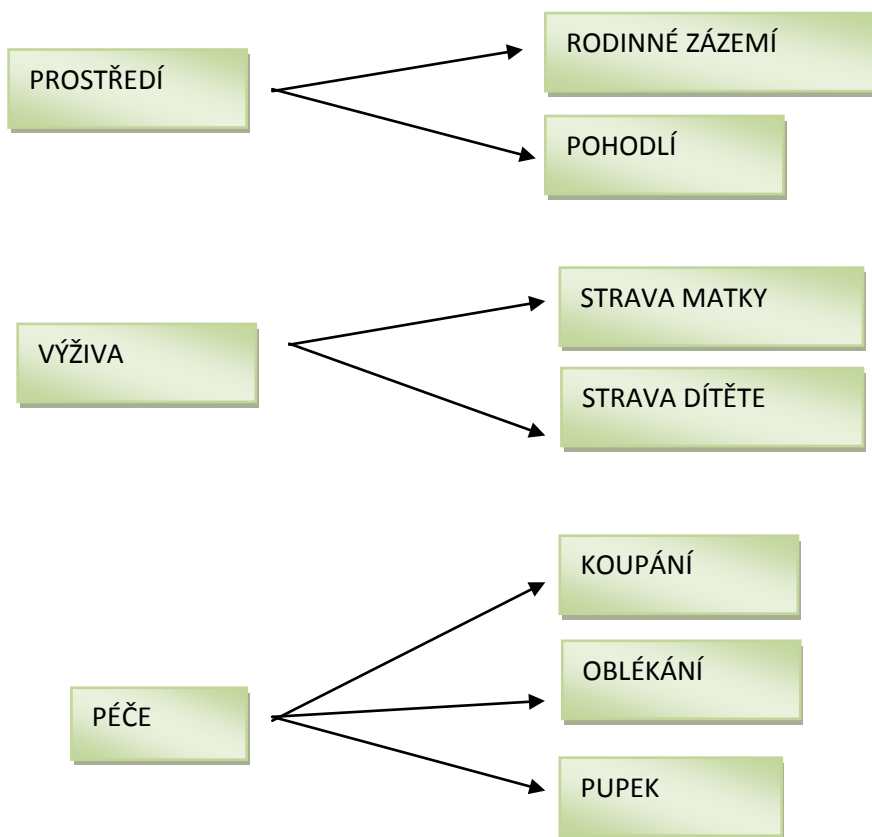 PROSTŘEDÍ
RODINNÉ ZÁZEMÍ
POHODLÍ
VÝŽIVA
STRAVA MATKY
STRAVA DÍTĚTE
PÉČE
KOUPÁNÍ
OBLÉKÁNÍ
PUPEK